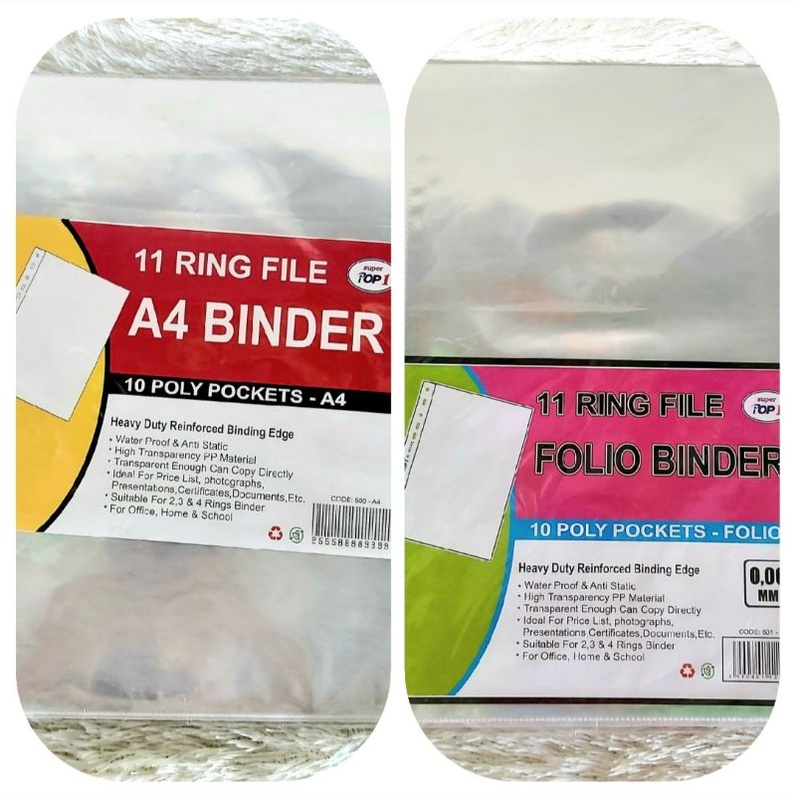 11 RING FILE
super
TOP 1
A4 BINDER
10 POLY POCKETS - A4
Heavy Duty Reinforced Binding Edge
• Water Proof & Anti Static
• High Transparency PP Material
• Transparent Enough Can Copy Directly
• Ideal For Price List, photographs,
Presentations,Certificates,Documents,Etc.
• Suitable For 2,3 & 4 Rings Binder
• For Office, Home & School
CODE: 500 - A4
11 RING FILE
super
TOP
FOLIO BINDER
10 POLY POCKETS - FOLIO
Heavy Duty Reinforced Binding Edge
• Water Proof & Anti Static
• High Transparency PP Material
• Transparent Enough Can Copy Directly
• Ideal For Price List, photographs,
Presentations Certificates,Documents,Etc.
• Suitable For 2,3 & 4 Rings Binder
• For Office, Home & School
MM
CODE: 501 -